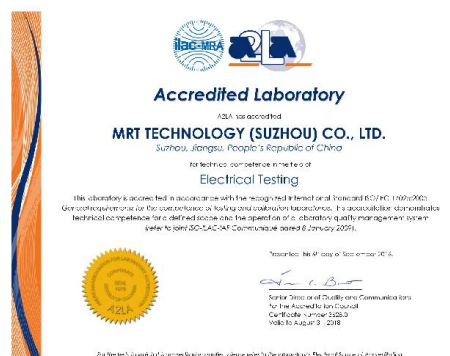 ilac-MRA
A2LA
Accredited Laboratory
A2LA has accredited
MRT TECHNOLOGY (SUZHOU) CO., LTD.
Suzhou, Jiangsu, People's Republic of China
for technical competence in the field of
Electrical Testing
This laboratory is accredited in accordance with the recognized International Standard ISO/IEC 17025:2005
General requirements for the competence of testing and calibration laboratories. This accreditation demonstrates
technical competence for a defined scope and the operation of a laboratory quality management system
(refer to joint ISO-ILAC-IAF Communiqué dated 8 January 2009).
Presented this day of September 2016.
Senior Director of Quality and Communications
For the Accreditation Council
Certificate Number 3628.01
Valid to August 31, 2018
CORPORATE
SEAL
A2LA